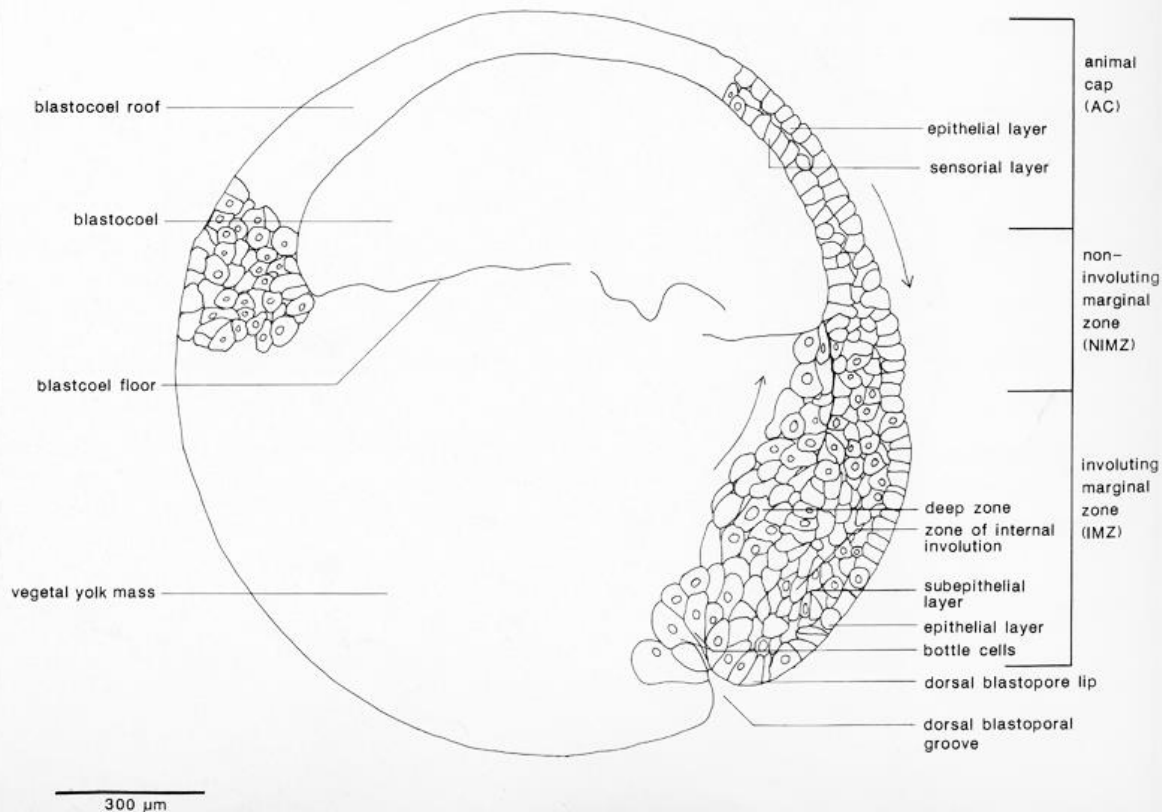 blastocoel roof
blastocoel
blastcoel floor
vegetal yolk mass
300 µm
epithelial layer
sensorial layer
deep zone
zone of internal
involution
subepithelial
layer
epithelial layer
bottle cells
dorsal blastopore lip
dorsal blastoporal
groove
animal
cap
(AC)
non-
involuting
marginal
zone
(NIMZ)
involuting
marginal
zone
(IMZ)